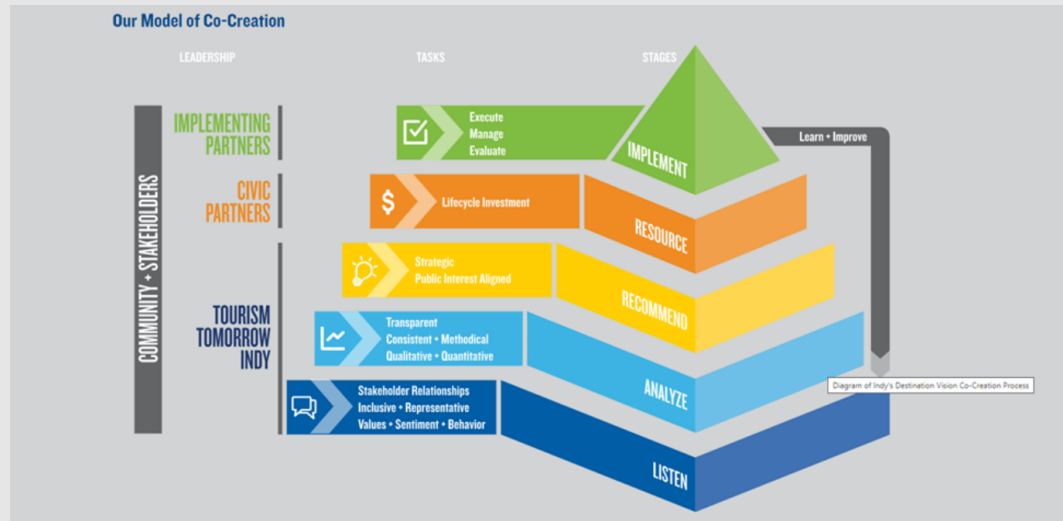 Our Model of Co-Creation
LEADERSHIP
TASKS
STAGES
COMMUNITY + STAKEHOLDERS
IMPLEMENTING
PARTNERS
Execute
Manage
Evaluate
IMPLEMENT
Learn + Improve
CIVIC
PARTNERS
$
Lifecycle Investment
RESOURCE
TOURISM
TOMORROW
INDY
Strategic
Public Interest Aligned
RECOMMEND
Transparent
Consistent + Methodical
Qualitative + Quantitative
ANALYZE
Diagram of Indy's Destination Vision Co-Creation Process
Stakeholder Relationships
Inclusive + Representative
Values + Sentiment + Behavior
LISTEN